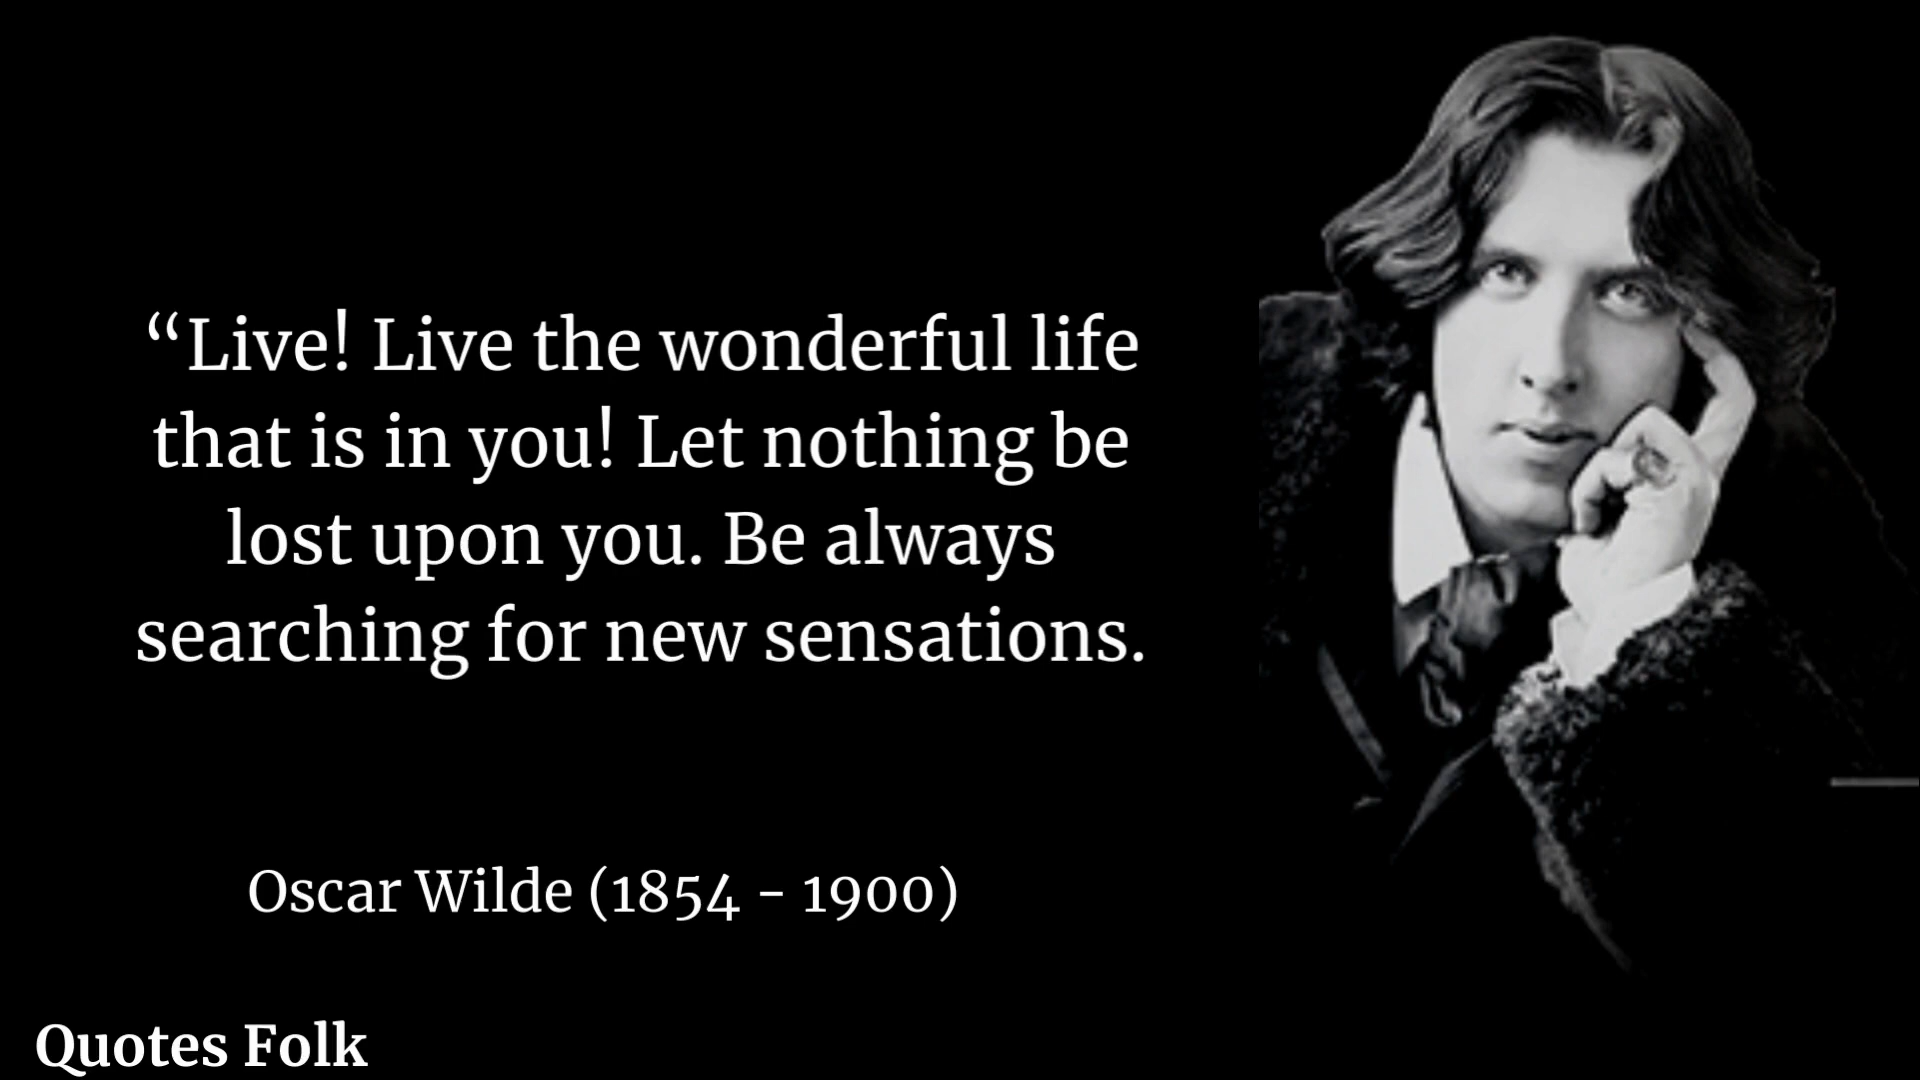 “Live! Live the wonderful life
that is in you! Let nothing be
lost upon you. Be always
searching for new sensations.
Oscar Wilde (1854 - 1900)
Quotes Folk